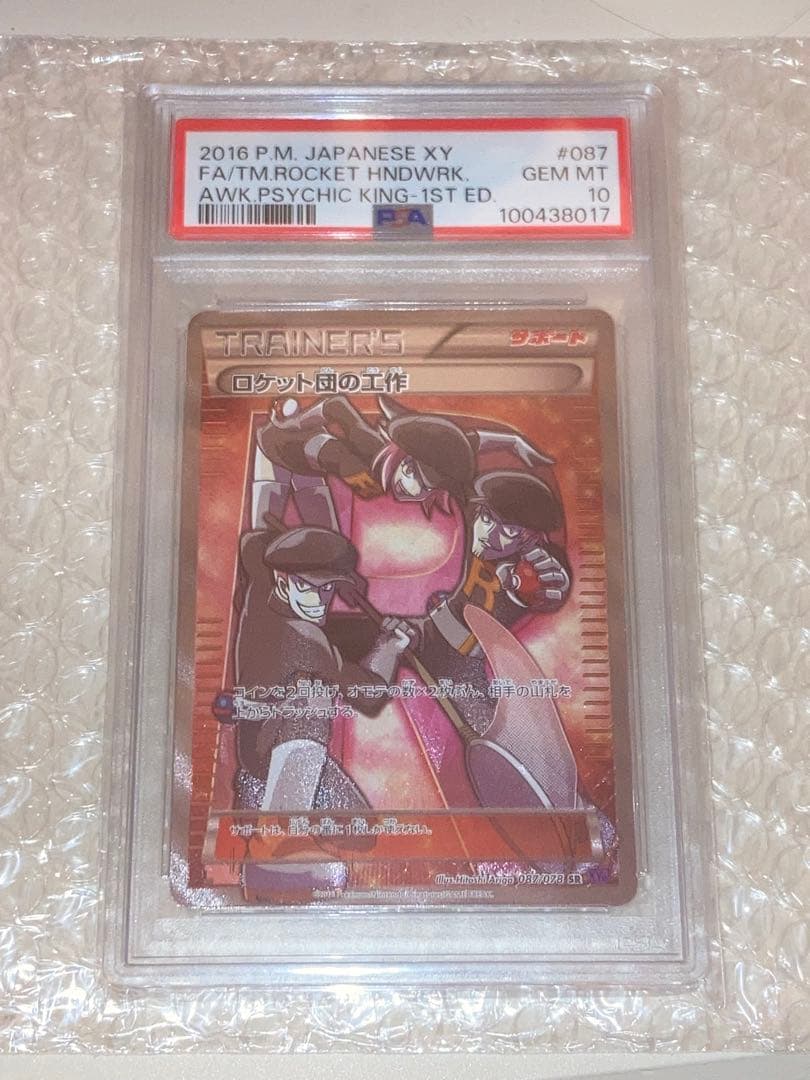 2016 P.M. JAPANESE XY #087
FA/TM.ROCKET HNDWRK. GEM MT
AWK.PSYCHIC KING-1ST ED. 10
PSA 100438017
TRAINER'S サポート
ロケット団の工作
コインを2回投げ、オモテの数×2枚ぶん、相手の山札を
上からトラッシュする。
サポートは、自分の番に1枚しか使えない。
Illus. Hitoshi Ariga 087/078 SR